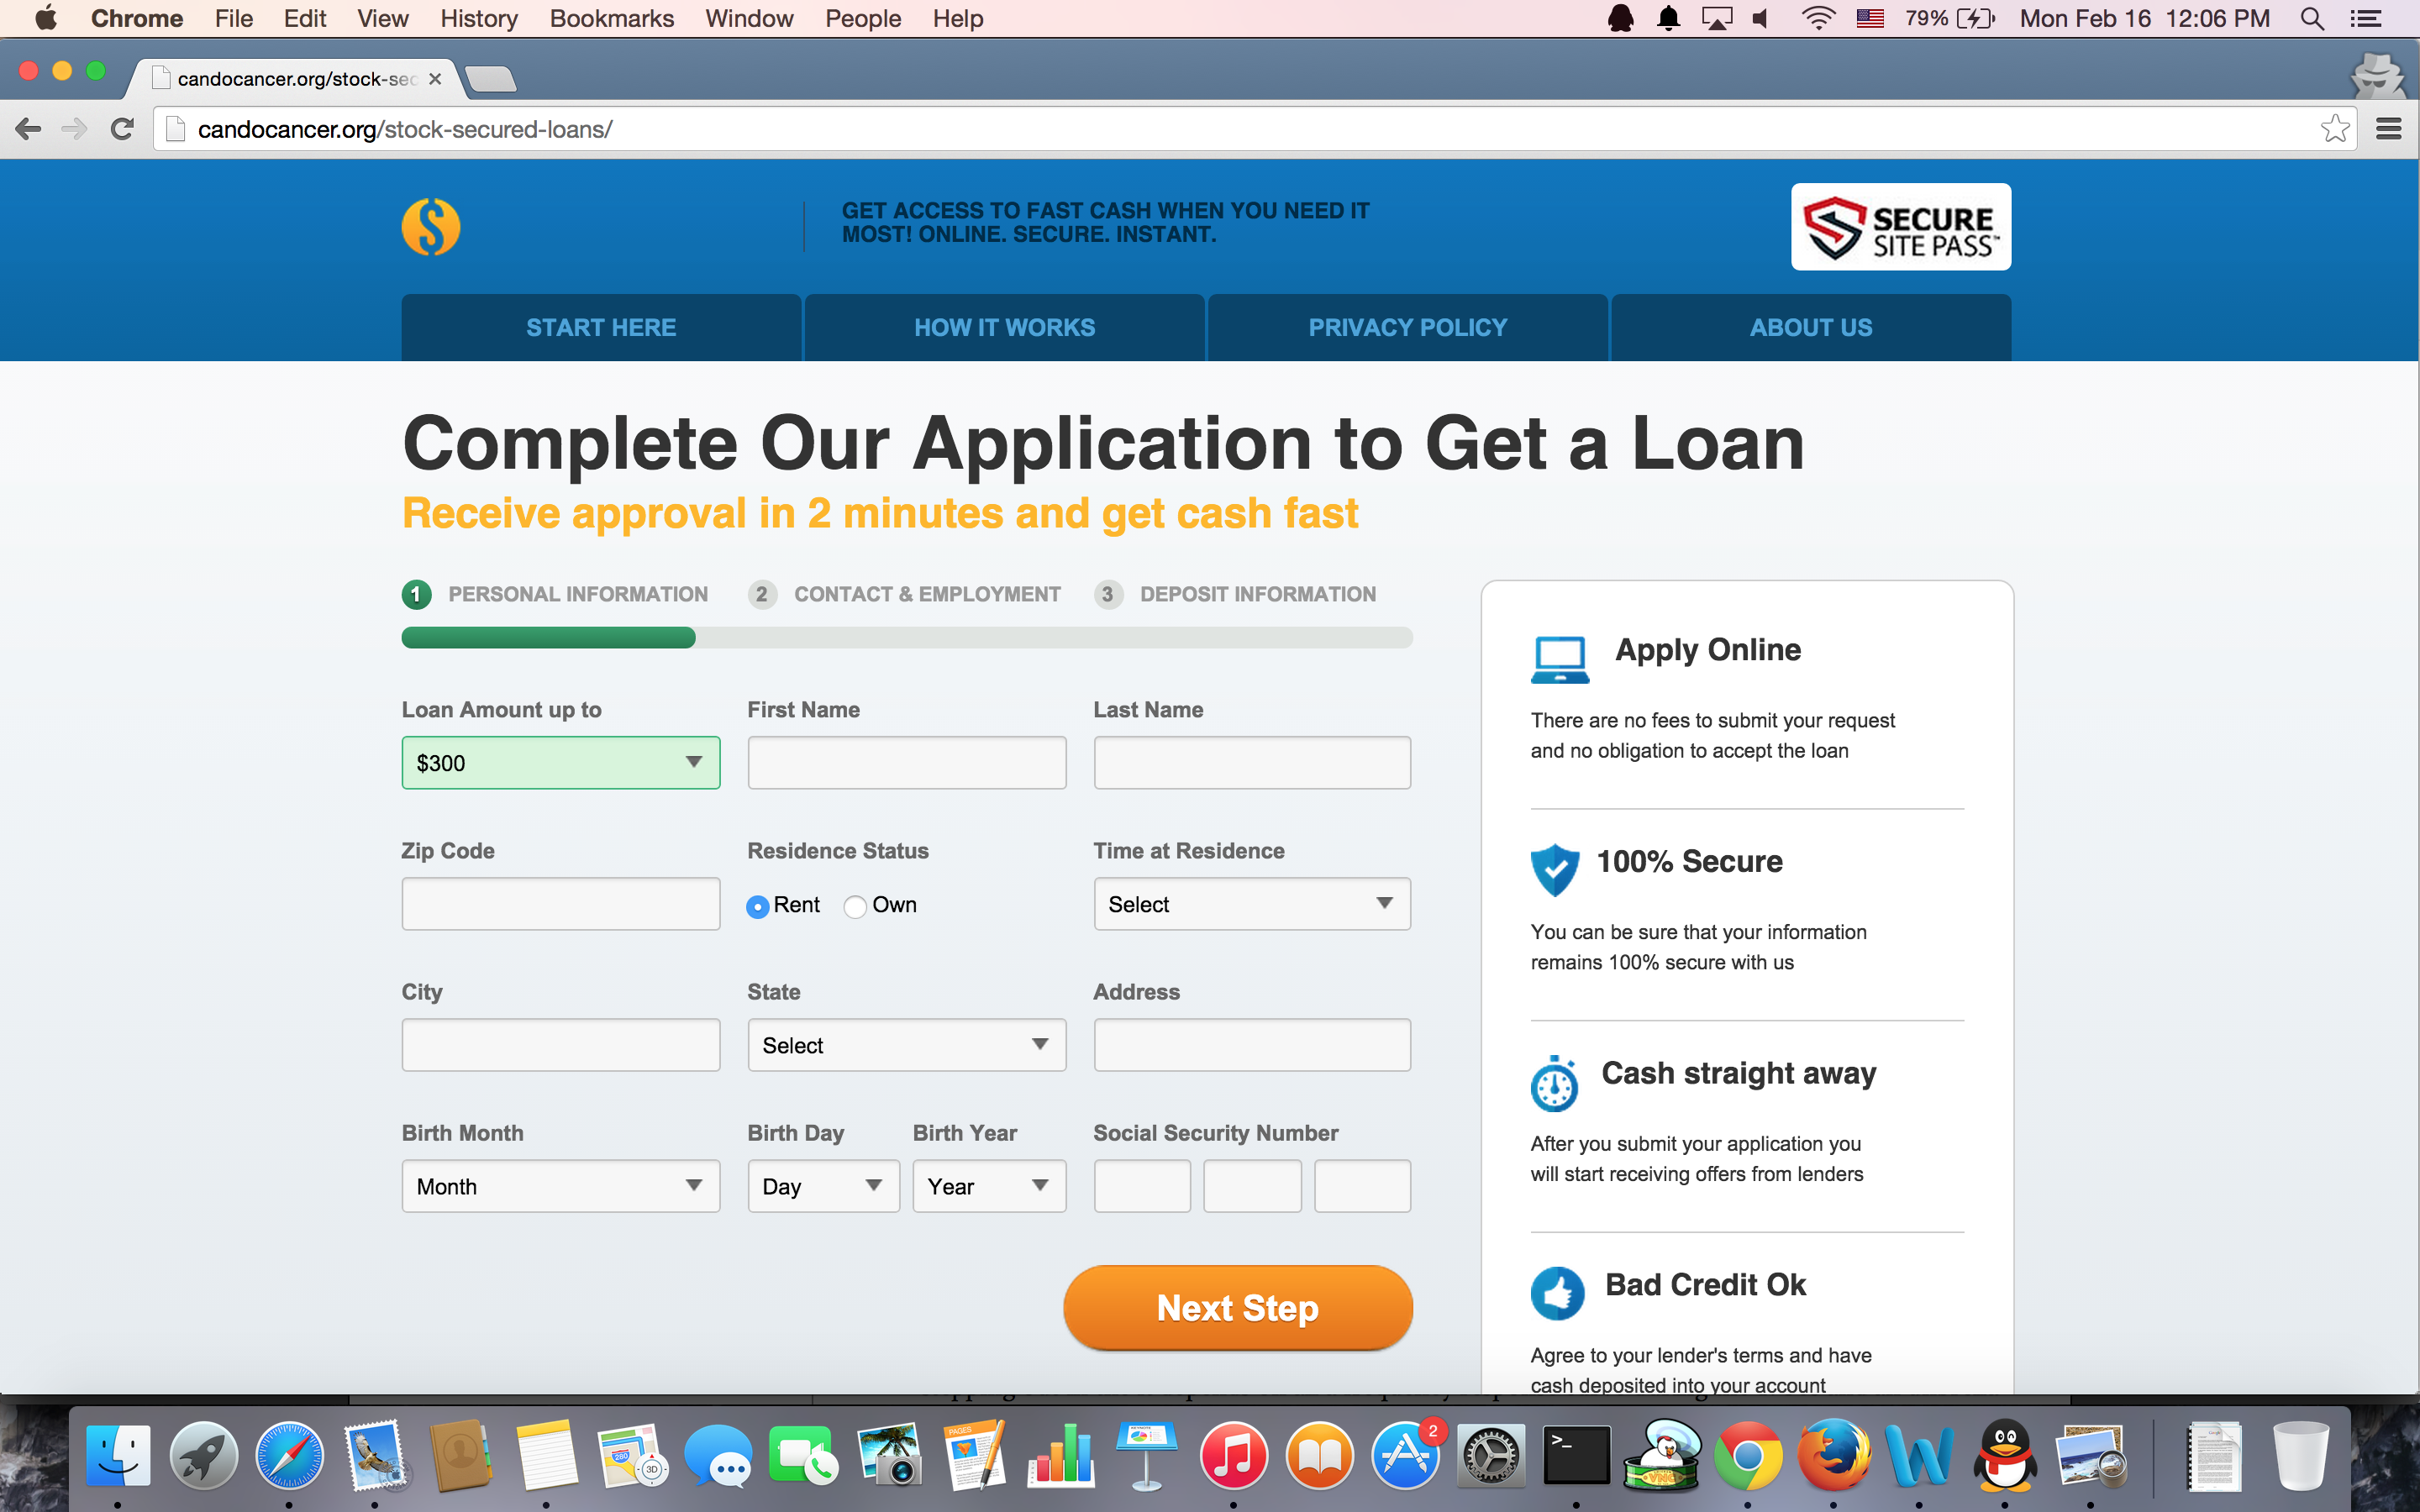 Chrome File Edit View History Bookmarks Window People Help
79% Mon Feb 16 12:06 PM
candocancer.org/stock-sec
candocancer.org/stock-secured-loans/
GET ACCESS TO FAST CASH WHEN YOU NEED IT
MOST! ONLINE. SECURE. INSTANT.
SECURE
SITE PASS
START HERE
HOW IT WORKS
PRIVACY POLICY
ABOUT US
Complete Our Application to Get a Loan
Receive approval in 2 minutes and get cash fast
1 PERSONAL INFORMATION
2 CONTACT & EMPLOYMENT
3 DEPOSIT INFORMATION
Loan Amount up to
First Name
Last Name
$300
Zip Code
Residence Status
Time at Residence
Rent
Own
Select
City
State
Address
Select
Birth Month
Birth Day
Birth Year
Social Security Number
Month
Day
Year
Next Step
Apply Online
There are no fees to submit your request
and no obligation to accept the loan
100% Secure
You can be sure that your information
remains 100% secure with us
Cash straight away
After you submit your application you
will start receiving offers from lenders
Bad Credit Ok
Agree to your lender's terms and have
cash deposited into your account
280
3D
PAGES
2
>_